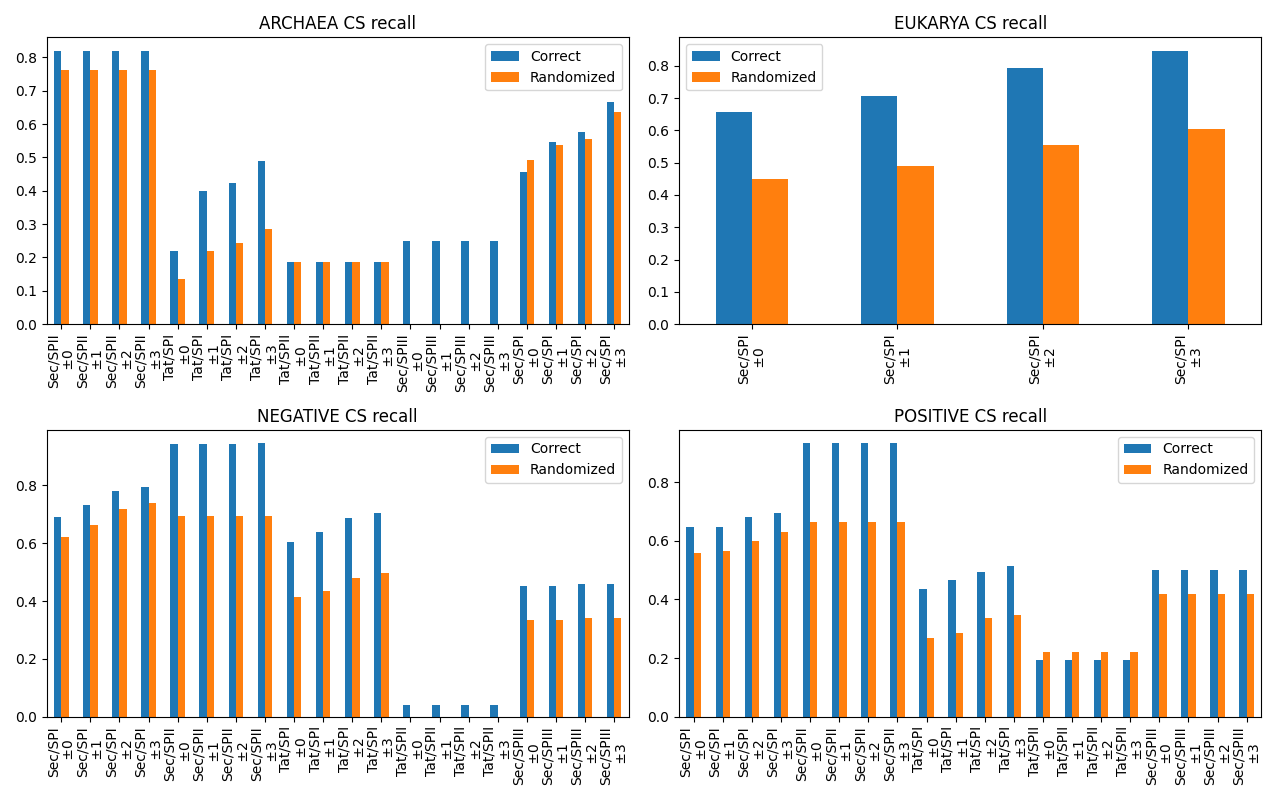 ARCHAEA CS recall
Correct
Randomized
0.8
0.7
0.6
0.5
0.4
0.3
0.2
0.1
0.0
Sec/SPII
±0
Sec/SPII
±1
Sec/SPII
±2
Sec/SPII
±3
Tat/SPI
±0
Tat/SPI
±1
Tat/SPI
±2
Tat/SPI
±3
Tat/SPII
±0
Tat/SPII
±1
Tat/SPII
±2
Tat/SPII
±3
Sec/SPIII
±0
Sec/SPIII
±1
Sec/SPIII
±2
Sec/SPIII
±3
Sec/SPI
±0
Sec/SPI
±1
Sec/SPI
±2
Sec/SPI
±3
EUKARYA CS recall
Correct
Randomized
0.8
0.7
0.6
0.5
0.4
0.3
0.2
0.1
0.0
Sec/SPI
±0
Sec/SPI
±1
Sec/SPI
±2
Sec/SPI
±3
NEGATIVE CS recall
Correct
Randomized
0.8
0.6
0.4
0.2
0.0
Sec/SPI
±0
Sec/SPI
±1
Sec/SPI
±2
Sec/SPI
±3
Sec/SPII
±0
Sec/SPII
±1
Sec/SPII
±2
Sec/SPII
±3
Tat/SPI
±0
Tat/SPI
±1
Tat/SPI
±2
Tat/SPI
±3
Tat/SPII
±0
Tat/SPII
±1
Tat/SPII
±2
Tat/SPII
±3
Sec/SPIII
±0
Sec/SPIII
±1
Sec/SPIII
±2
Sec/SPIII
±3
POSITIVE CS recall
Correct
Randomized
0.8
0.6
0.4
0.2
0.0
Sec/SPI
±0
Sec/SPI
±1
Sec/SPI
±2
Sec/SPI
±3
Sec/SPII
±0
Sec/SPII
±1
Sec/SPII
±2
Sec/SPII
±3
Tat/SPI
±0
Tat/SPI
±1
Tat/SPI
±2
Tat/SPI
±3
Tat/SPII
±0
Tat/SPII
±1
Tat/SPII
±2
Tat/SPII
±3
Sec/SPIII
±0
Sec/SPIII
±1
Sec/SPIII
±2
Sec/SPIII
±3